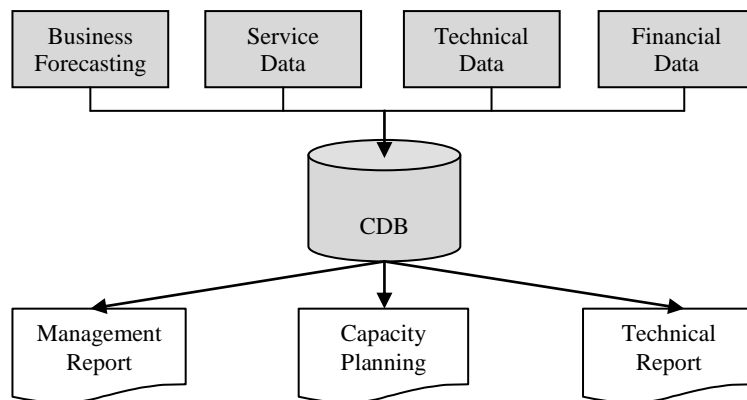 Business
Forecasting
Service
Data
Technical
Data
Financial
Data
CDB
Management
Report
Capacity
Planning
Technical
Report